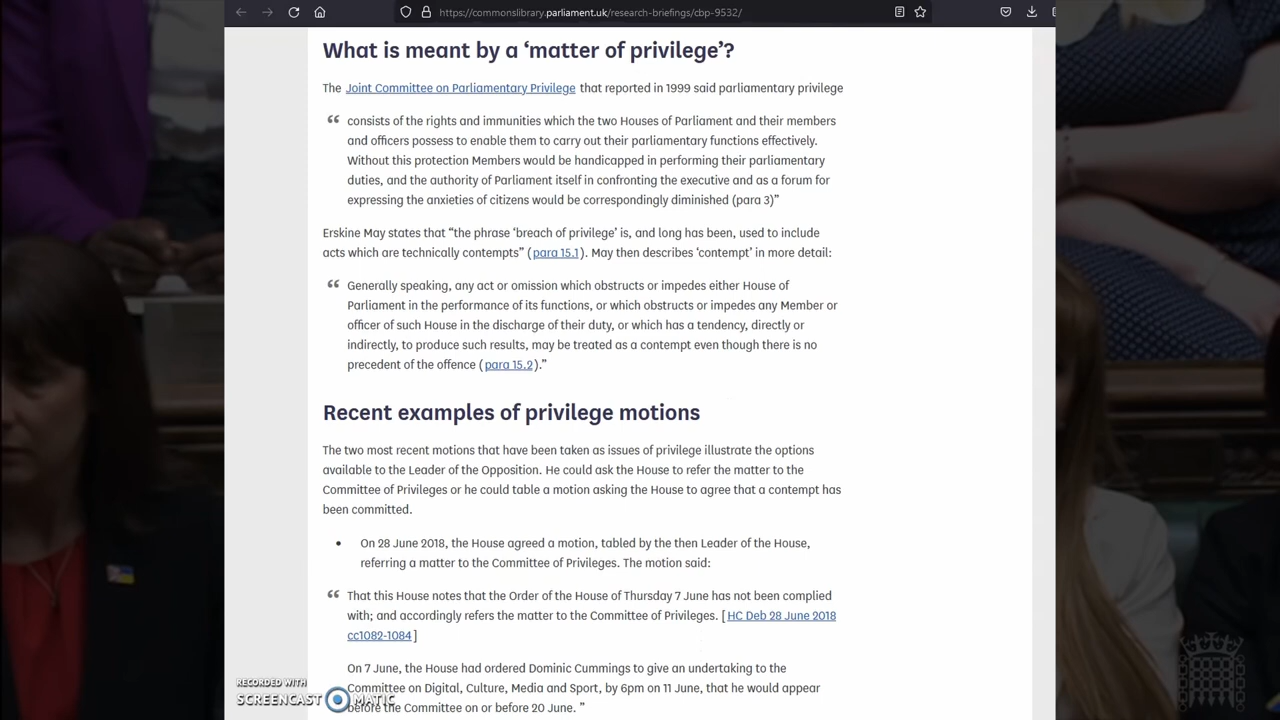 https://commonslibrary.parliament.uk/research-briefings/cbp-9532/
What is meant by a ‘matter of privilege’?
The Joint Committee on Parliamentary Privilege that reported in 1999 said parliamentary privilege
“ consists of the rights and immunities which the two Houses of Parliament and their members
and officers possess to enable them to carry out their parliamentary functions effectively.
Without this protection Members would be handicapped in performing their parliamentary
duties, and the authority of Parliament itself in confronting the executive and as a forum for
expressing the anxieties of citizens would be correspondingly diminished (para 3)”
Erskine May states that “the phrase ‘breach of privilege’ is, and long has been, used to include
acts which are technically contempts” (para 15.1). May then describes ‘contempt’ in more detail:
“ Generally speaking, any act or omission which obstructs or impedes either House of
Parliament in the performance of its functions, or which obstructs or impedes any Member or
officer of such House in the discharge of their duty, or which has a tendency, directly or
indirectly, to produce such results, may be treated as a contempt even though there is no
precedent of the offence (para 15.2).”
Recent examples of privilege motions
The two most recent motions that have been taken as issues of privilege illustrate the options
available to the Leader of the Opposition. He could ask the House to refer the matter to the
Committee of Privileges or he could table a motion asking the House to agree that a contempt has
been committed.
• On 28 June 2018, the House agreed a motion, tabled by the then Leader of the House,
referring a matter to the Committee of Privileges. The motion said:
“ That this House notes that the Order of the House of Thursday 7 June has not been complied
with; and accordingly refers the matter to the Committee of Privileges. [HC Deb 28 June 2018
cc1082-1084]
On 7 June, the House had ordered Dominic Cummings to give an undertaking to the
Committee on Digital, Culture, Media and Sport, by 6pm on 11 June, that he would appear
before the Committee on or before 20 June. ”
RECORDED WITH
SCREENCAST MATIC